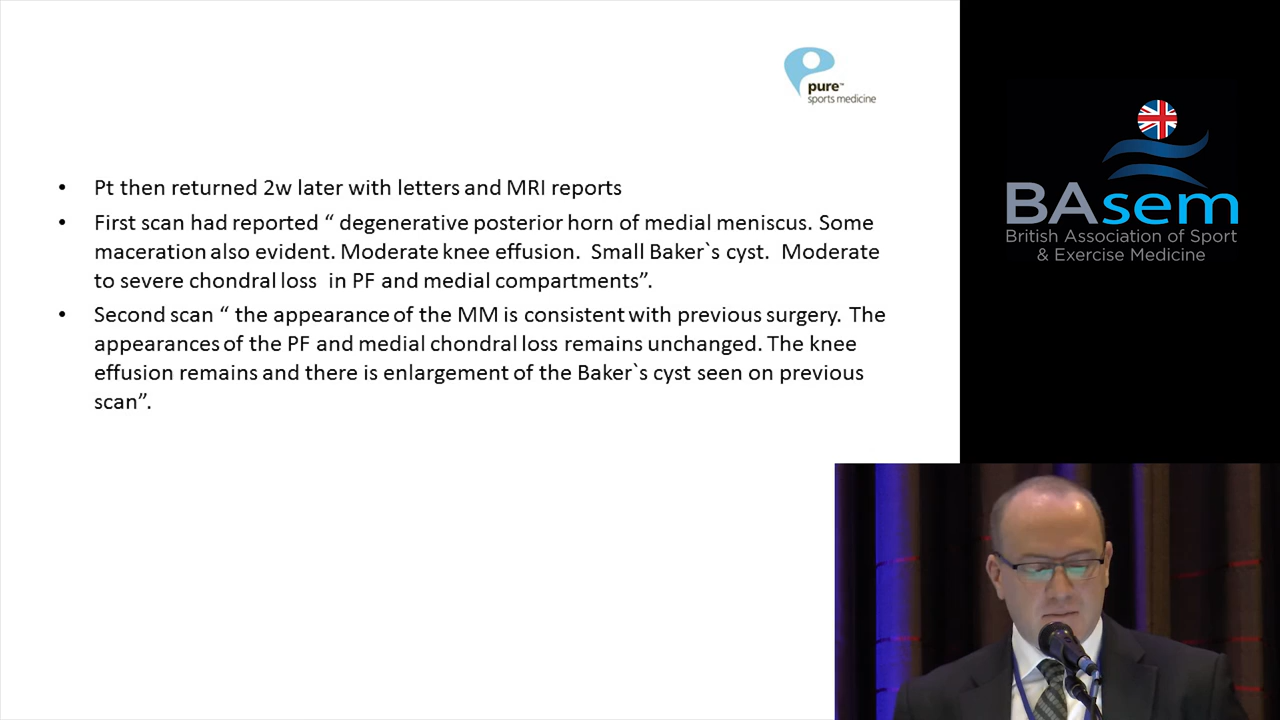 pure™
sports medicine
• Pt then returned 2w later with letters and MRI reports
• First scan had reported “ degenerative posterior horn of medial meniscus. Some
maceration also evident. Moderate knee effusion. Small Baker`s cyst. Moderate
to severe chondral loss in PF and medial compartments”.
• Second scan “ the appearance of the MM is consistent with previous surgery. The
appearances of the PF and medial chondral loss remains unchanged. The knee
effusion remains and there is enlargement of the Baker`s cyst seen on previous
scan”.
BAsem
British Association of Sport
& Exercise Medicine